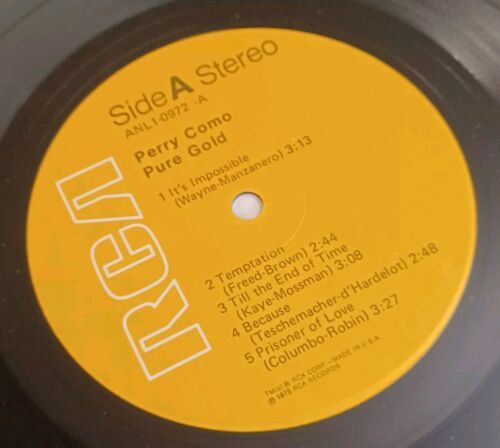 Side A Stereo
ANL1-0972 -A
Perry Como
Pure Gold
1 It's Impossible
(Wayne-Manzanero) 3:13
RCA
2 Temptation
(Freed-Brown) 2:44
3 Till the End of Time
(Kaye-Mossman) 3:08
4 Because
(Teschemacher-d'Hardelot) 2:48
5 Prisoner of Love
(Columbo-Robin) 3:27
TM(s) ® RCA CORP – MADE IN U.S.A.
℗ 1975 RCA RECORDS